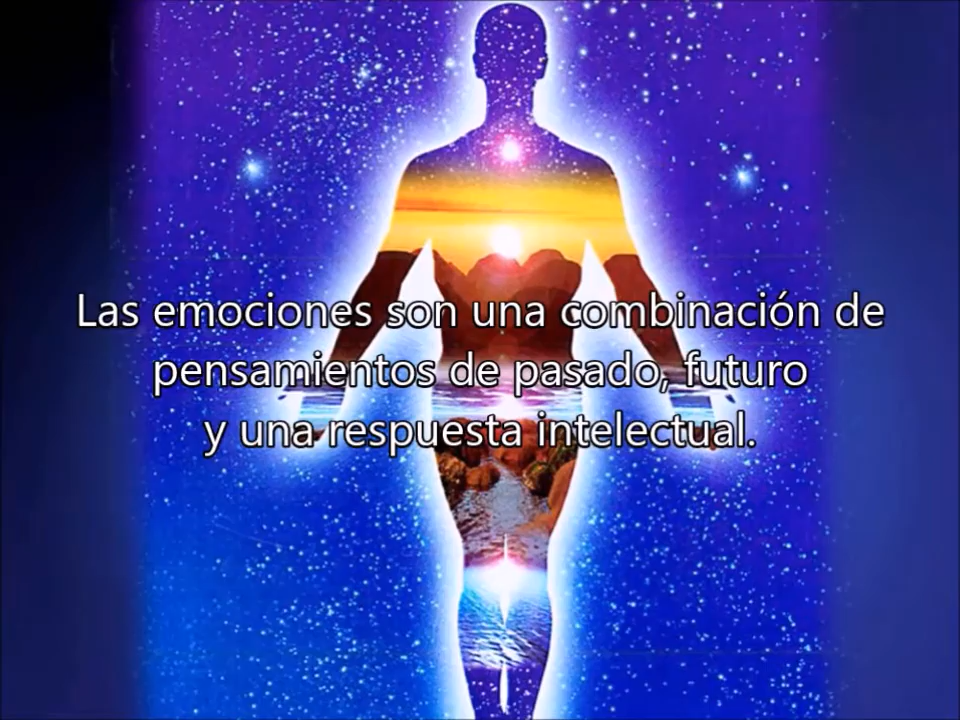 Las emociones son una combinación de
pensamientos de pasado, futuro
y una respuesta intelectual.